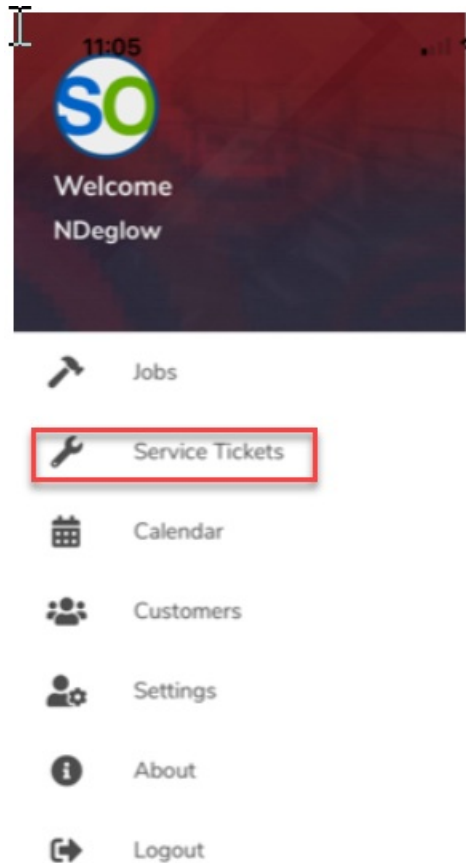 11:05
SO
Welcome
NDeglow
Jobs
Service Tickets
Calendar
Customers
Settings
About
Logout